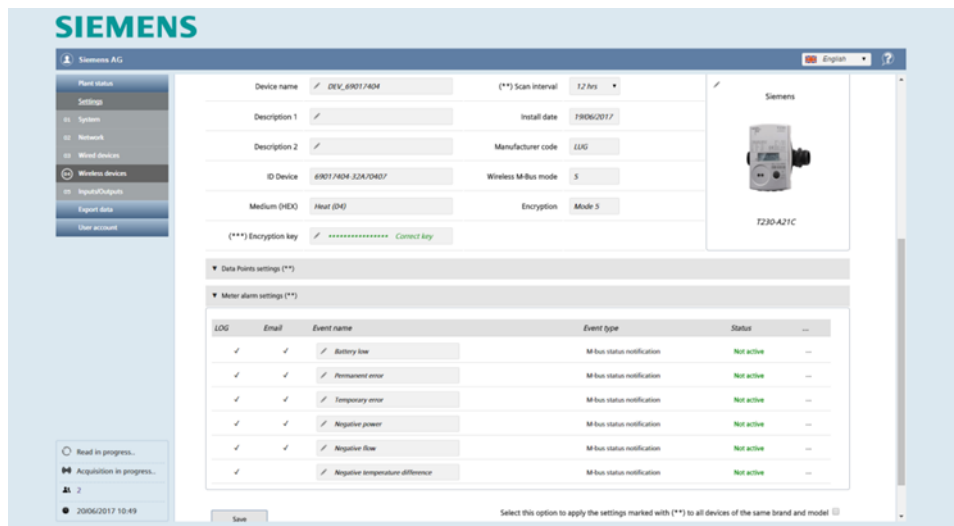 SIEMENS
Siemens AG
English
Plant status
Settings
System
Network
Wired devices
Wireless devices
Inputs/Outputs
Export data
User account
Device name DEV_69017404 (**) Scan interval 12 hrs
Description 1 Install date 19/06/2017
Description 2 Manufacturer code LUG
ID Device 69017404-32A70407 Wireless M-Bus mode S
Medium (HEX) Heat (04) Encryption Mode 5
(***) Encryption key **************** Correct key
Siemens
T230-A21C
▼ Data Points settings (**)
▼ Meter alarm settings (**)
LOG Email Event name Event type Status ...
✓ ✓ Battery low M-bus status notification Not active ...
✓ ✓ Permanent error M-bus status notification Not active ...
✓ ✓ Temporary error M-bus status notification Not active ...
✓ ✓ Negative power M-bus status notification Not active ...
✓ ✓ Negative flow M-bus status notification Not active ...
✓ Negative temperature difference M-bus status notification Not active ...
Read in progress..
Acquisition in progress..
2
20/06/2017 10:49
Save
Select this option to apply the settings marked with (**) to all devices of the same brand and model